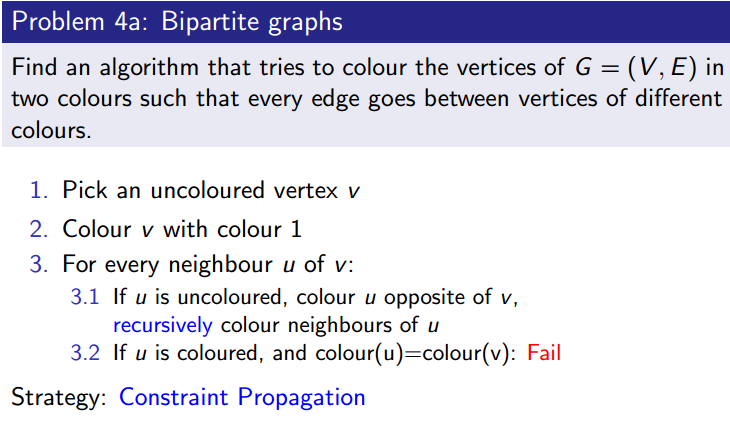 Problem 4a: Bipartite graphs
Find an algorithm that tries to colour the vertices of G = (V, E) in
two colours such that every edge goes between vertices of different
colours.
1. Pick an uncoloured vertex v
2. Colour v with colour 1
3. For every neighbour u of v:
3.1 If u is uncoloured, colour u opposite of v,
recursively colour neighbours of u
3.2 If u is coloured, and colour(u)=colour(v): Fail
Strategy: Constraint Propagation